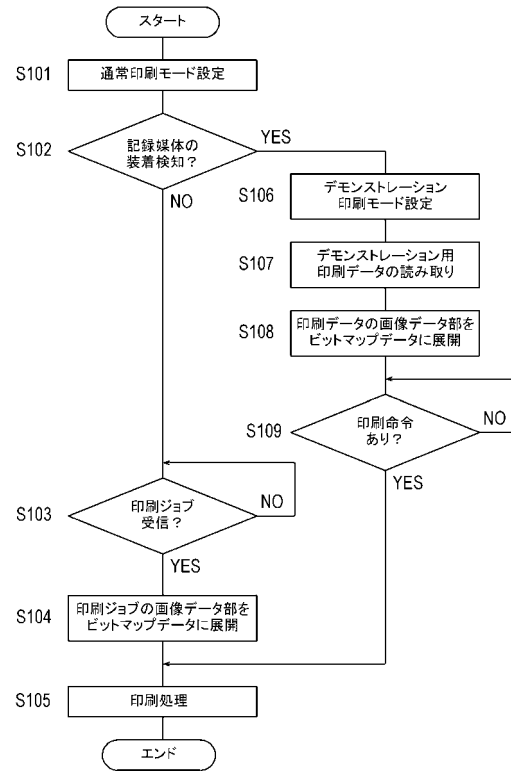 スタート
S101
通常印刷モード設定
S102
記録媒体の
装着検知？
YES
NO
S106
デモンストレーション
印刷モード設定
S107
デモンストレーション用
印刷データの読み取り
S108
印刷データの画像データ部を
ビットマップデータに展開
S109
印刷命令
あり？
NO
YES
S103
印刷ジョブ
受信？
NO
YES
S104
印刷ジョブの画像データ部を
ビットマップデータに展開
S105
印刷処理
エンド